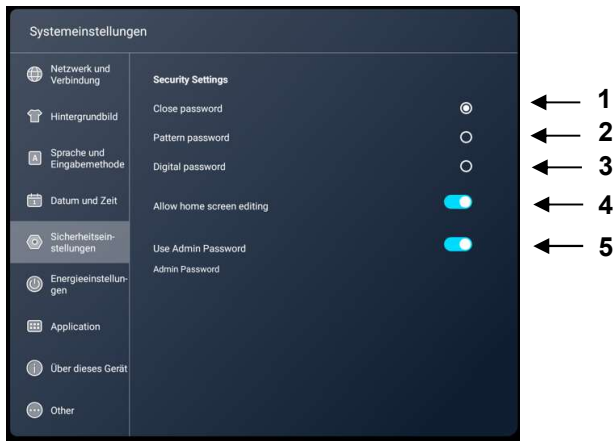 Systemeinstellungen
Netzwerk und
Verbindung
Hintergrundbild
A
Sprache und
Eingabemethode
Datum und Zeit
Sicherheitsein-
stellungen
Energieeinstellun-
gen
Application
Über dieses Gerät
Other
Security Settings
Close password
1
Pattern password
2
Digital password
3
Allow home screen editing
4
Use Admin Password
5
Admin Password